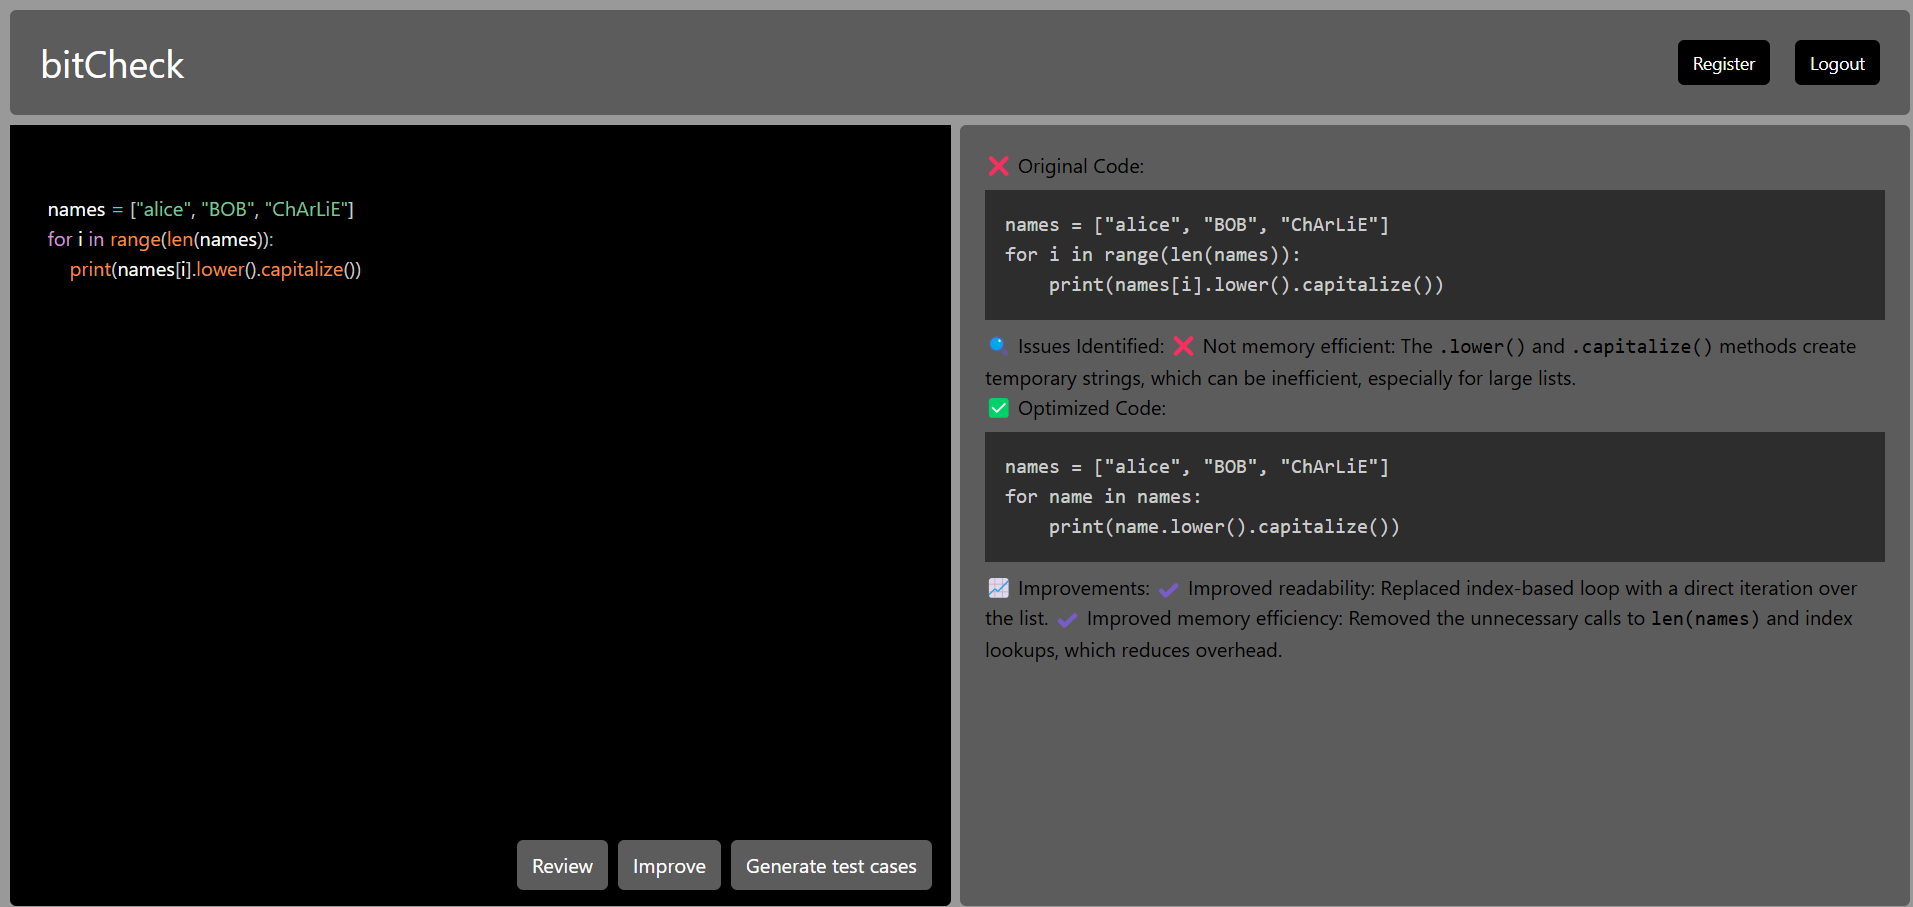 bitCheck
Register
Logout
names = ["alice", "BOB", "ChArLiE"]
for i in range(len(names)):
    print(names[i].lower().capitalize())
Review
Improve
Generate test cases
❌ Original Code:
names = ["alice", "BOB", "ChArLiE"]
for i in range(len(names)):
    print(names[i].lower().capitalize())
🔍 Issues Identified: ❌ Not memory efficient: The .lower() and .capitalize() methods create
temporary strings, which can be inefficient, especially for large lists.
✅ Optimized Code:
names = ["alice", "BOB", "ChArLiE"]
for name in names:
    print(name.lower().capitalize())
📈 Improvements: ✔ Improved readability: Replaced index-based loop with a direct iteration over
the list. ✔ Improved memory efficiency: Removed the unnecessary calls to len(names) and index
lookups, which reduces overhead.